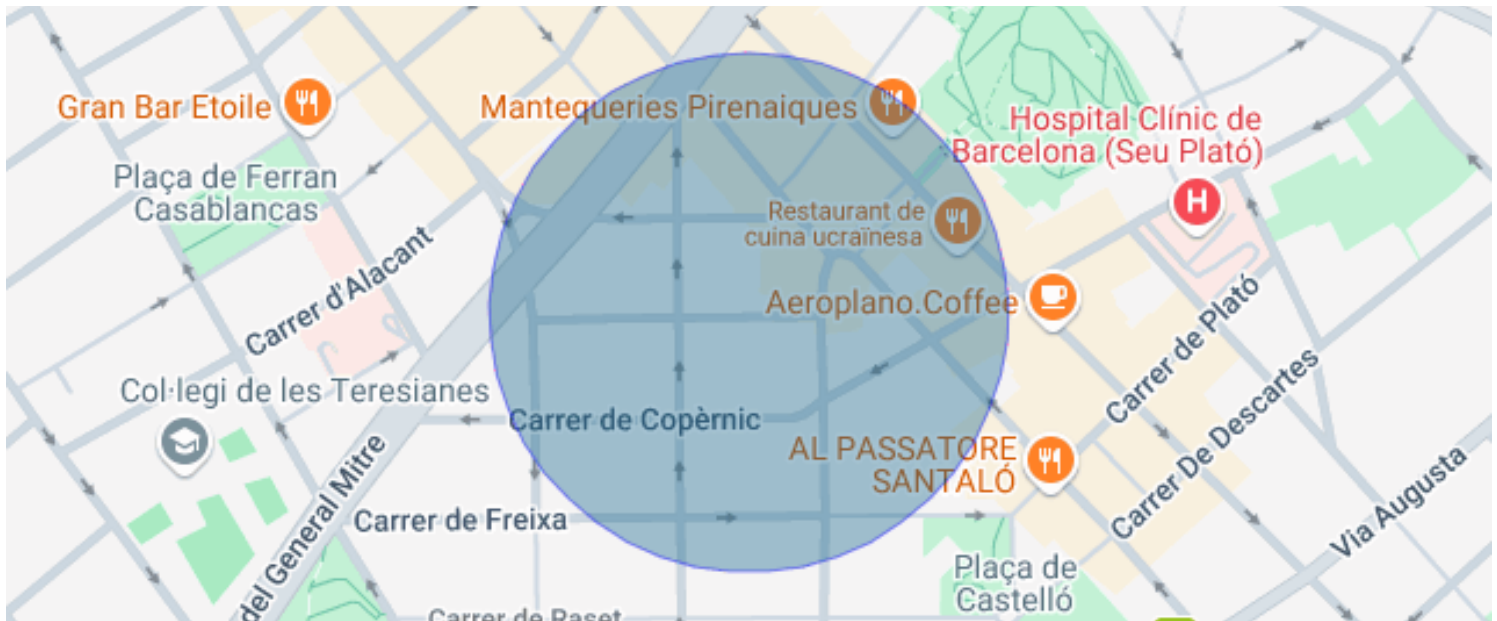 Gran Bar Etoile
Mantequeries Pirenaiques
Hospital Clínic de
Barcelona (Seu Plató)
H
Plaça de Ferran
Casablancas
Restaurant de
cuina ucraïnesa
Carrer d'Alacant
Aeroplano.Coffee
Carrer de Plató
Col·legi de les Teresianes
Carrer de Copèrnic
Carrer De Descartes
AL PASSATORE
SANTALÓ
del General Mitre
Carrer de Freixa
Via Augusta
Plaça de
Castelló
Carrer de Raset